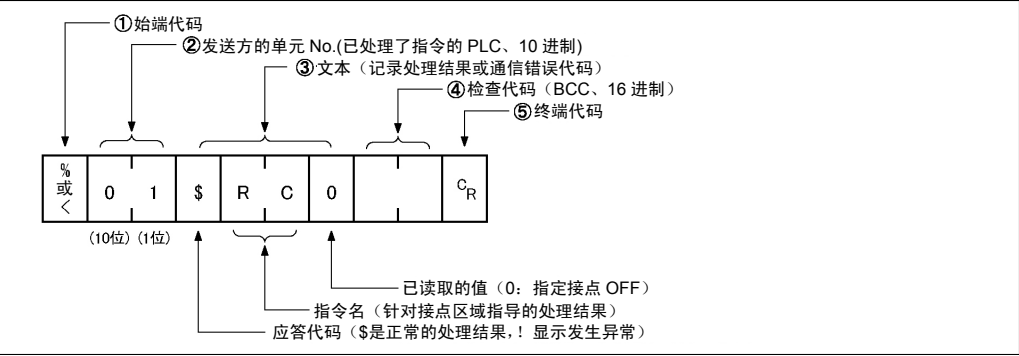 ①始端代码
②发送方的单元 No.(已处理了指令的 PLC、10 进制)
③文本（记录处理结果或通信错误代码）
④检查代码（BCC、16 进制）
⑤终端代码
% 或 < 0 1 $ R C 0 CR
(10位) (1位)
已读取的值（0：指定接点 OFF）
指令名（针对接点区域指导的处理结果）
应答代码（$是正常的处理结果，！显示发生异常）